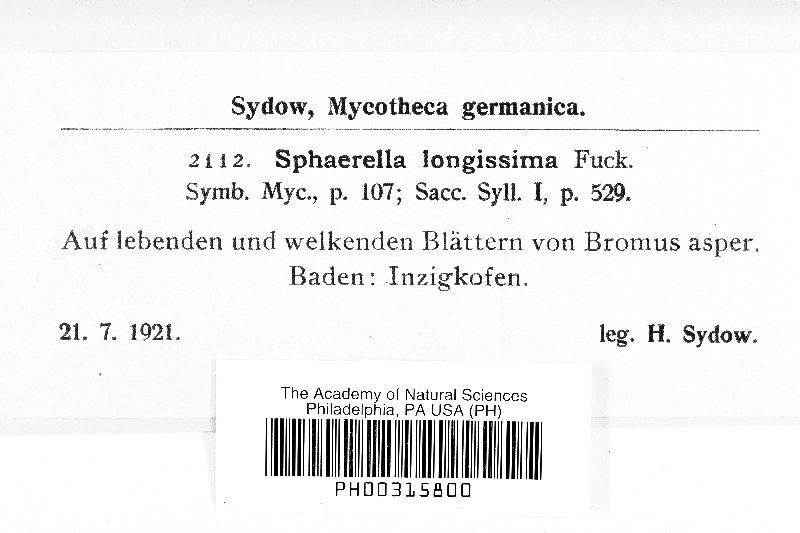 Sydow, Mycotheca germanica.
2112. Sphaerella longissima Fuck.
Symb. Myc., p. 107; Sacc. Syll. I, p. 529.
Auf lebenden und welkenden Blättern von Bromus asper.
Baden: Inzigkofen.
21. 7. 1921. leg. H. Sydow.
The Academy of Natural Sciences
Philadelphia, PA USA (PH)
PH00315800